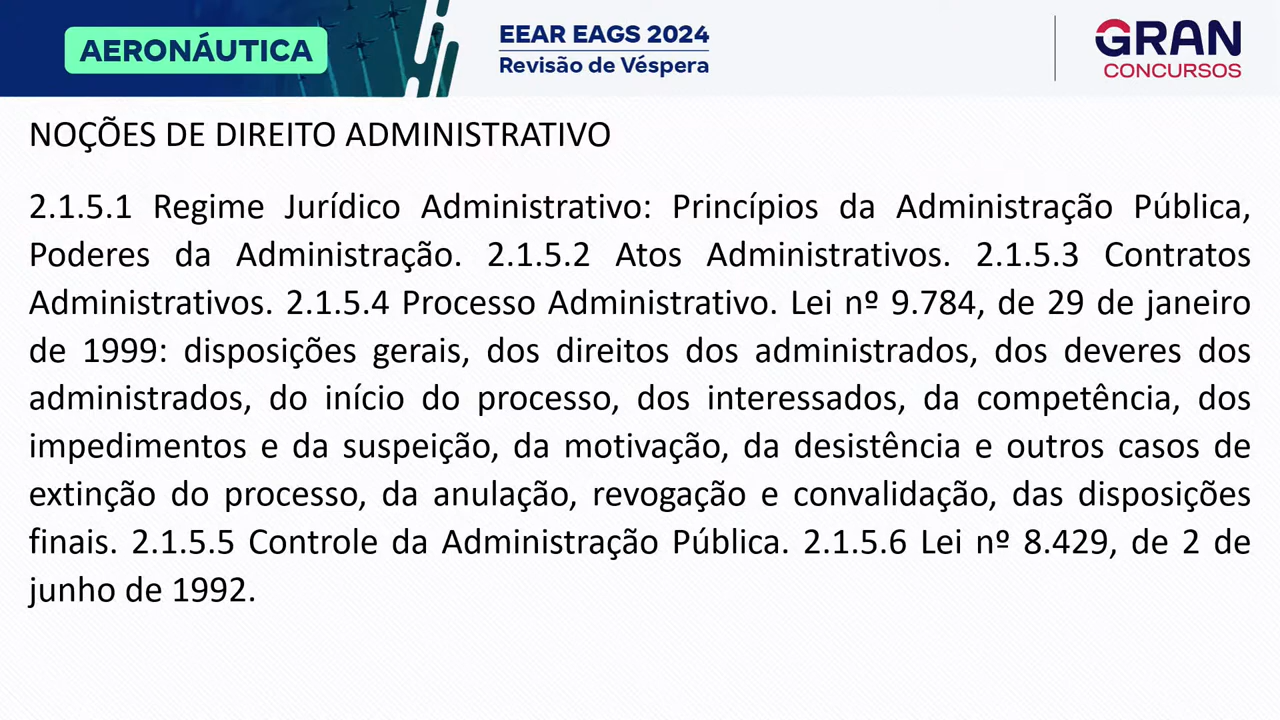 AERONÁUTICA
EEAR EAGS 2024
Revisão de Véspera
GRAN
CONCURSOS
NOÇÕES DE DIREITO ADMINISTRATIVO
2.1.5.1 Regime Jurídico Administrativo: Princípios da Administração Pública,
Poderes da Administração. 2.1.5.2 Atos Administrativos. 2.1.5.3 Contratos
Administrativos. 2.1.5.4 Processo Administrativo. Lei nº 9.784, de 29 de janeiro
de 1999: disposições gerais, dos direitos dos administrados, dos deveres dos
administrados, do início do processo, dos interessados, da competência, dos
impedimentos e da suspeição, da motivação, da desistência e outros casos de
extinção do processo, da anulação, revogação e convalidação, das disposições
finais. 2.1.5.5 Controle da Administração Pública. 2.1.5.6 Lei nº 8.429, de 2 de
junho de 1992.